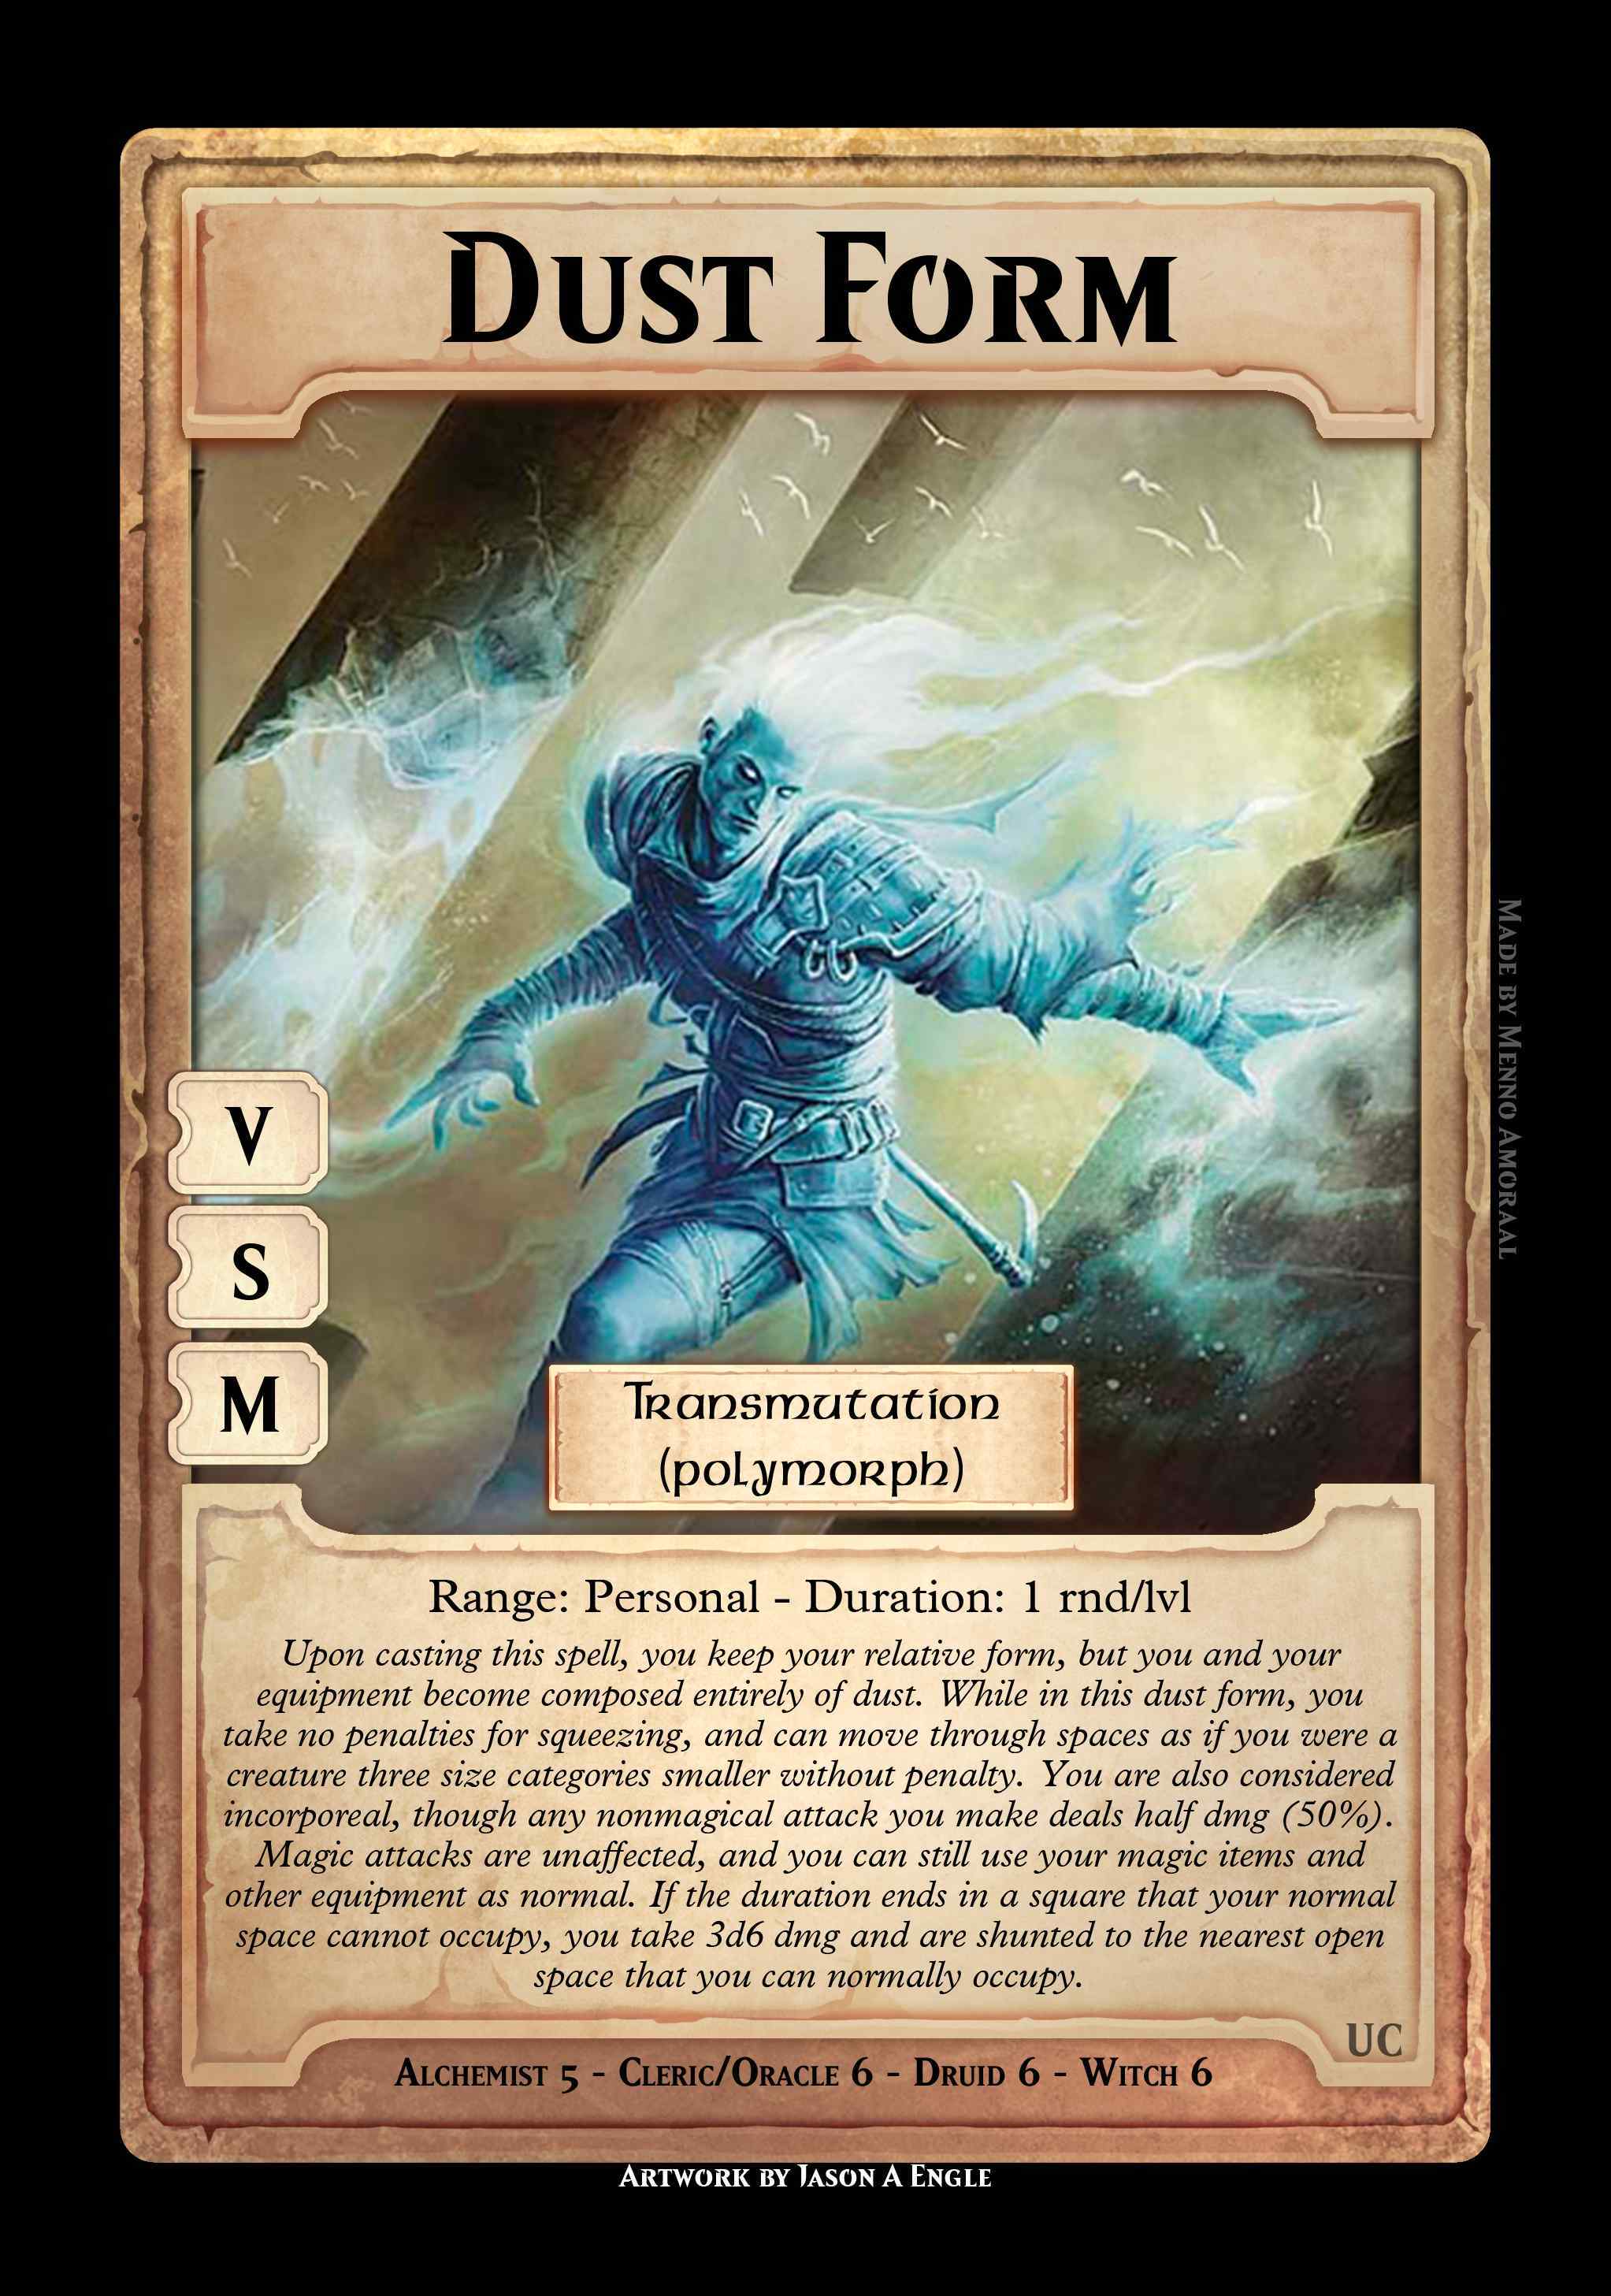 Dust Form
V
S
M
Transmutation
(polymorph)
Range: Personal - Duration: 1 rnd/lvl
Upon casting this spell, you keep your relative form, but you and your
equipment become composed entirely of dust. While in this dust form, you
take no penalties for squeezing, and can move through spaces as if you were a
creature three size categories smaller without penalty. You are also considered
incorporeal, though any nonmagical attack you make deals half dmg (50%).
Magic attacks are unaffected, and you can still use your magic items and
other equipment as normal. If the duration ends in a square that your normal
space cannot occupy, you take 3d6 dmg and are shunted to the nearest open
space that you can normally occupy.
UC
Alchemist 5 - Cleric/Oracle 6 - Druid 6 - Witch 6
Artwork by Jason A Engle
Made by Menno Amoraal